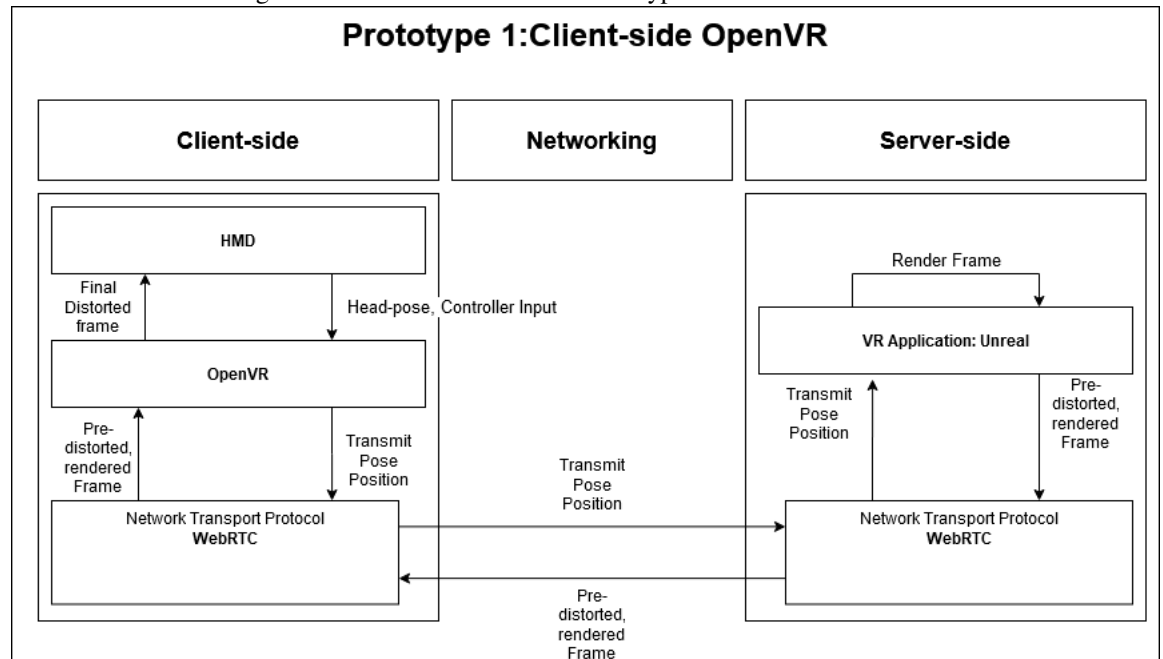 Prototype 1:Client-side OpenVR
Client-side
Networking
Server-side
HMD
Final
Distorted
frame
Head-pose, Controller Input
OpenVR
Pre-
distorted,
rendered
Frame
Transmit
Pose
Position
Network Transport Protocol
WebRTC
Transmit
Pose
Position
Pre-
distorted,
rendered
Frame
Render Frame
VR Application: Unreal
Transmit
Pose
Position
Pre-
distorted,
rendered
Frame
Network Transport Protocol
WebRTC